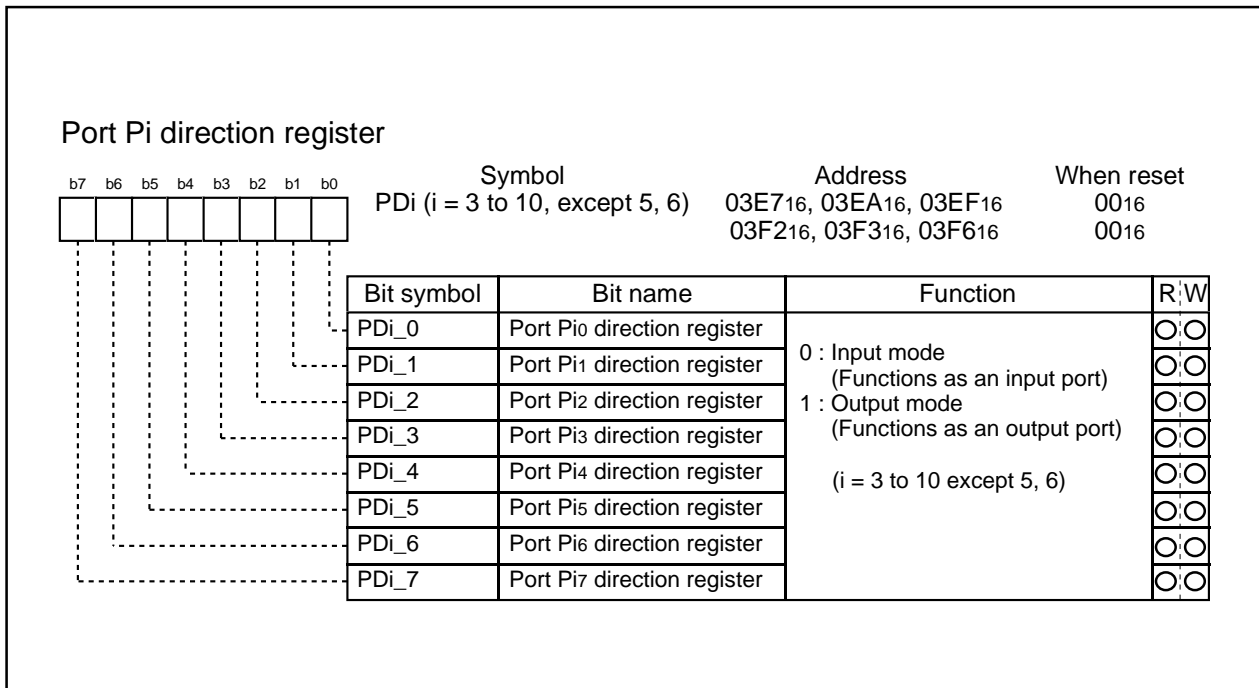 Port Pi direction register
b7 b6 b5 b4 b3 b2 b1 b0
Symbol Address When reset
PDi (i = 3 to 10, except 5, 6) 03E716, 03EA16, 03EF16 0016
03F216, 03F316, 03F616 0016
Bit symbol Bit name Function R W
PDi_0 Port Pi0 direction register
PDi_1 Port Pi1 direction register
PDi_2 Port Pi2 direction register
PDi_3 Port Pi3 direction register
PDi_4 Port Pi4 direction register
PDi_5 Port Pi5 direction register
PDi_6 Port Pi6 direction register
PDi_7 Port Pi7 direction register
0 : Input mode
(Functions as an input port)
1 : Output mode
(Functions as an output port)
(i = 3 to 10 except 5, 6)